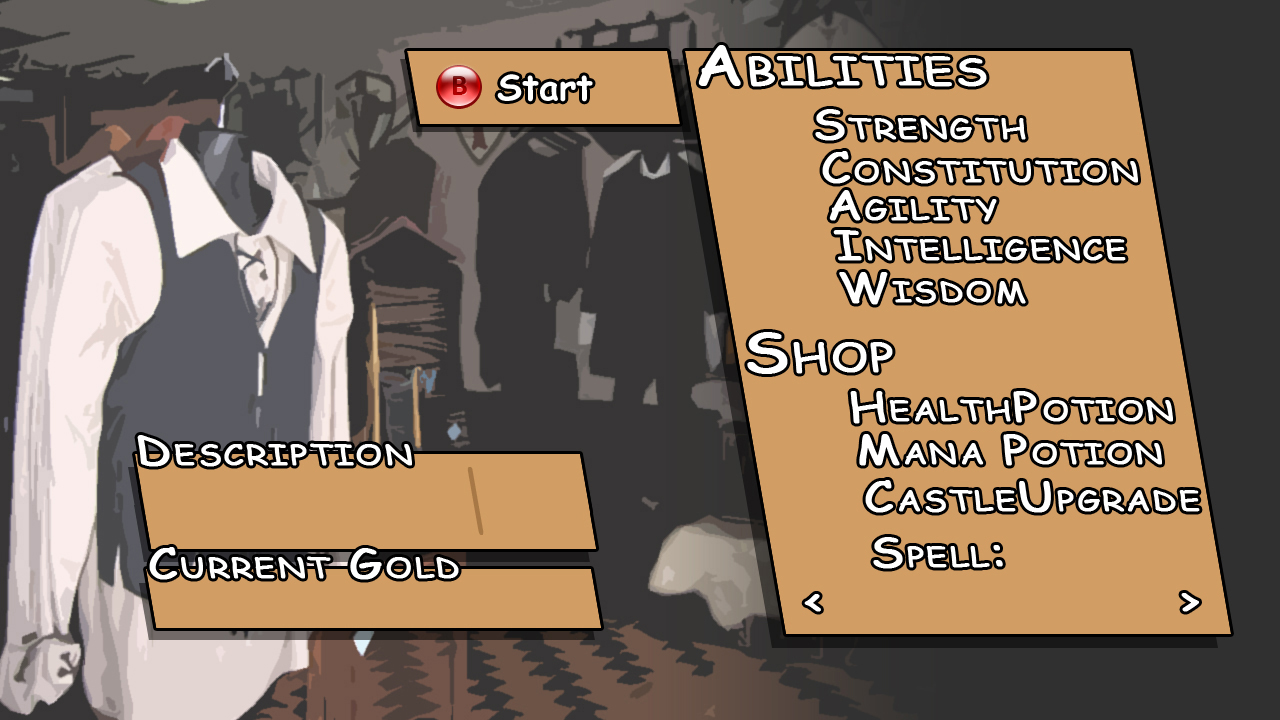 B Start
ABILITIES
STRENGTH
CONSTITUTION
AGILITY
INTELLIGENCE
WISDOM
SHOP
HEALTHPOTION
MANA POTION
CASTLEUPGRADE
SPELL:
< >
DESCRIPTION
CURRENT GOLD